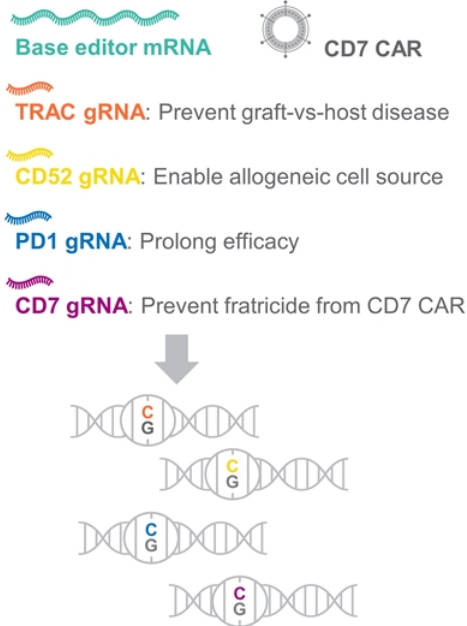 Base editor mRNA
CD7 CAR
TRAC gRNA: Prevent graft-vs-host disease
CD52 gRNA: Enable allogeneic cell source
PD1 gRNA: Prolong efficacy
CD7 gRNA: Prevent fratricide from CD7 CAR
C
G
C
G
C
G
C
G